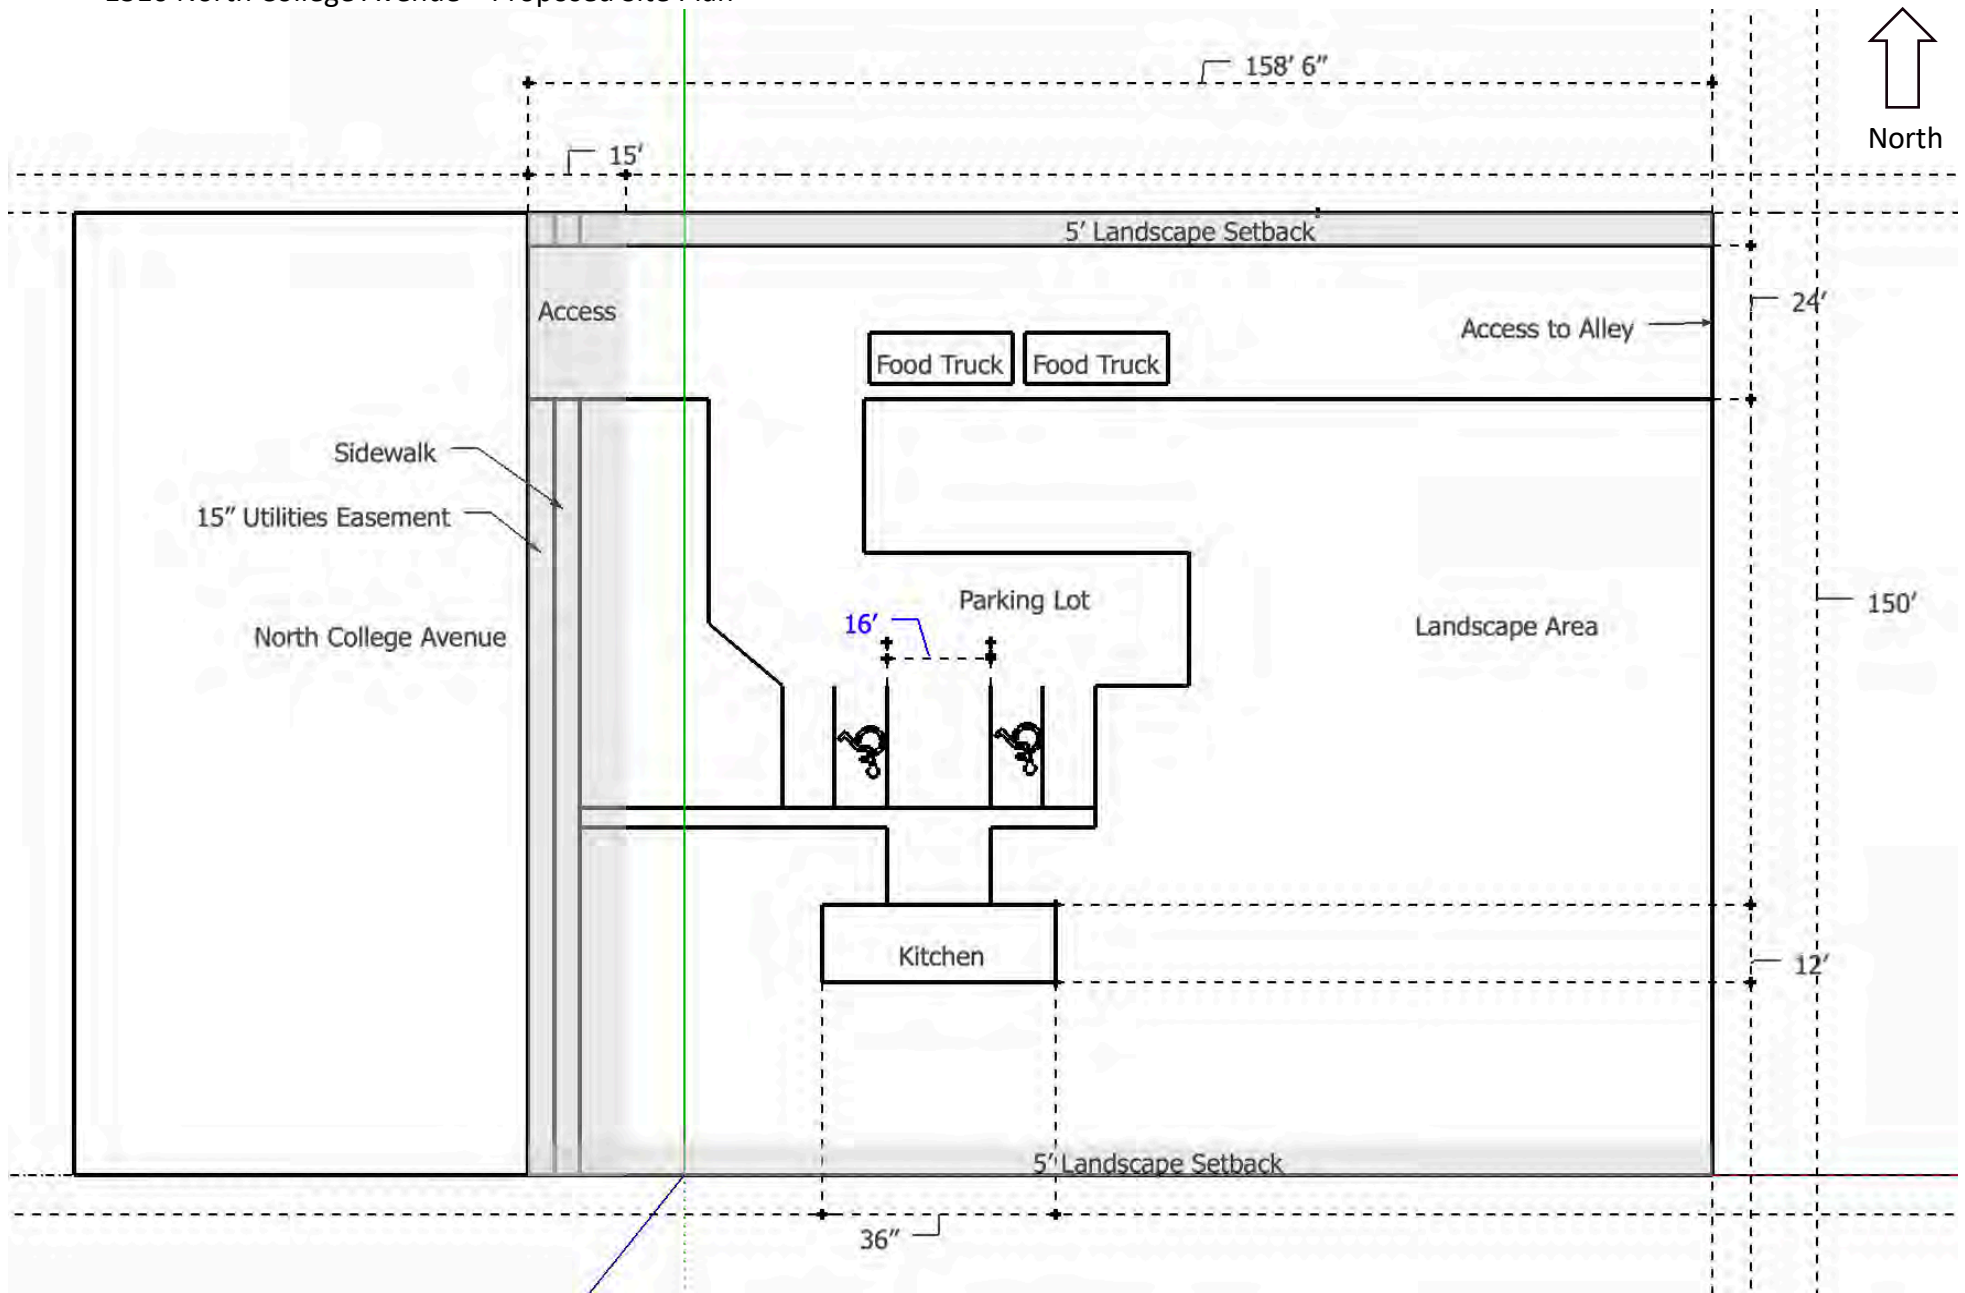 158' 6"
North
15'
5' Landscape Setback
Access
24'
Access to Alley
Food Truck
Food Truck
Sidewalk
15" Utilities Easement
16'
Parking Lot
150'
North College Avenue
Landscape Area
Kitchen
12'
5' Landscape Setback
36"